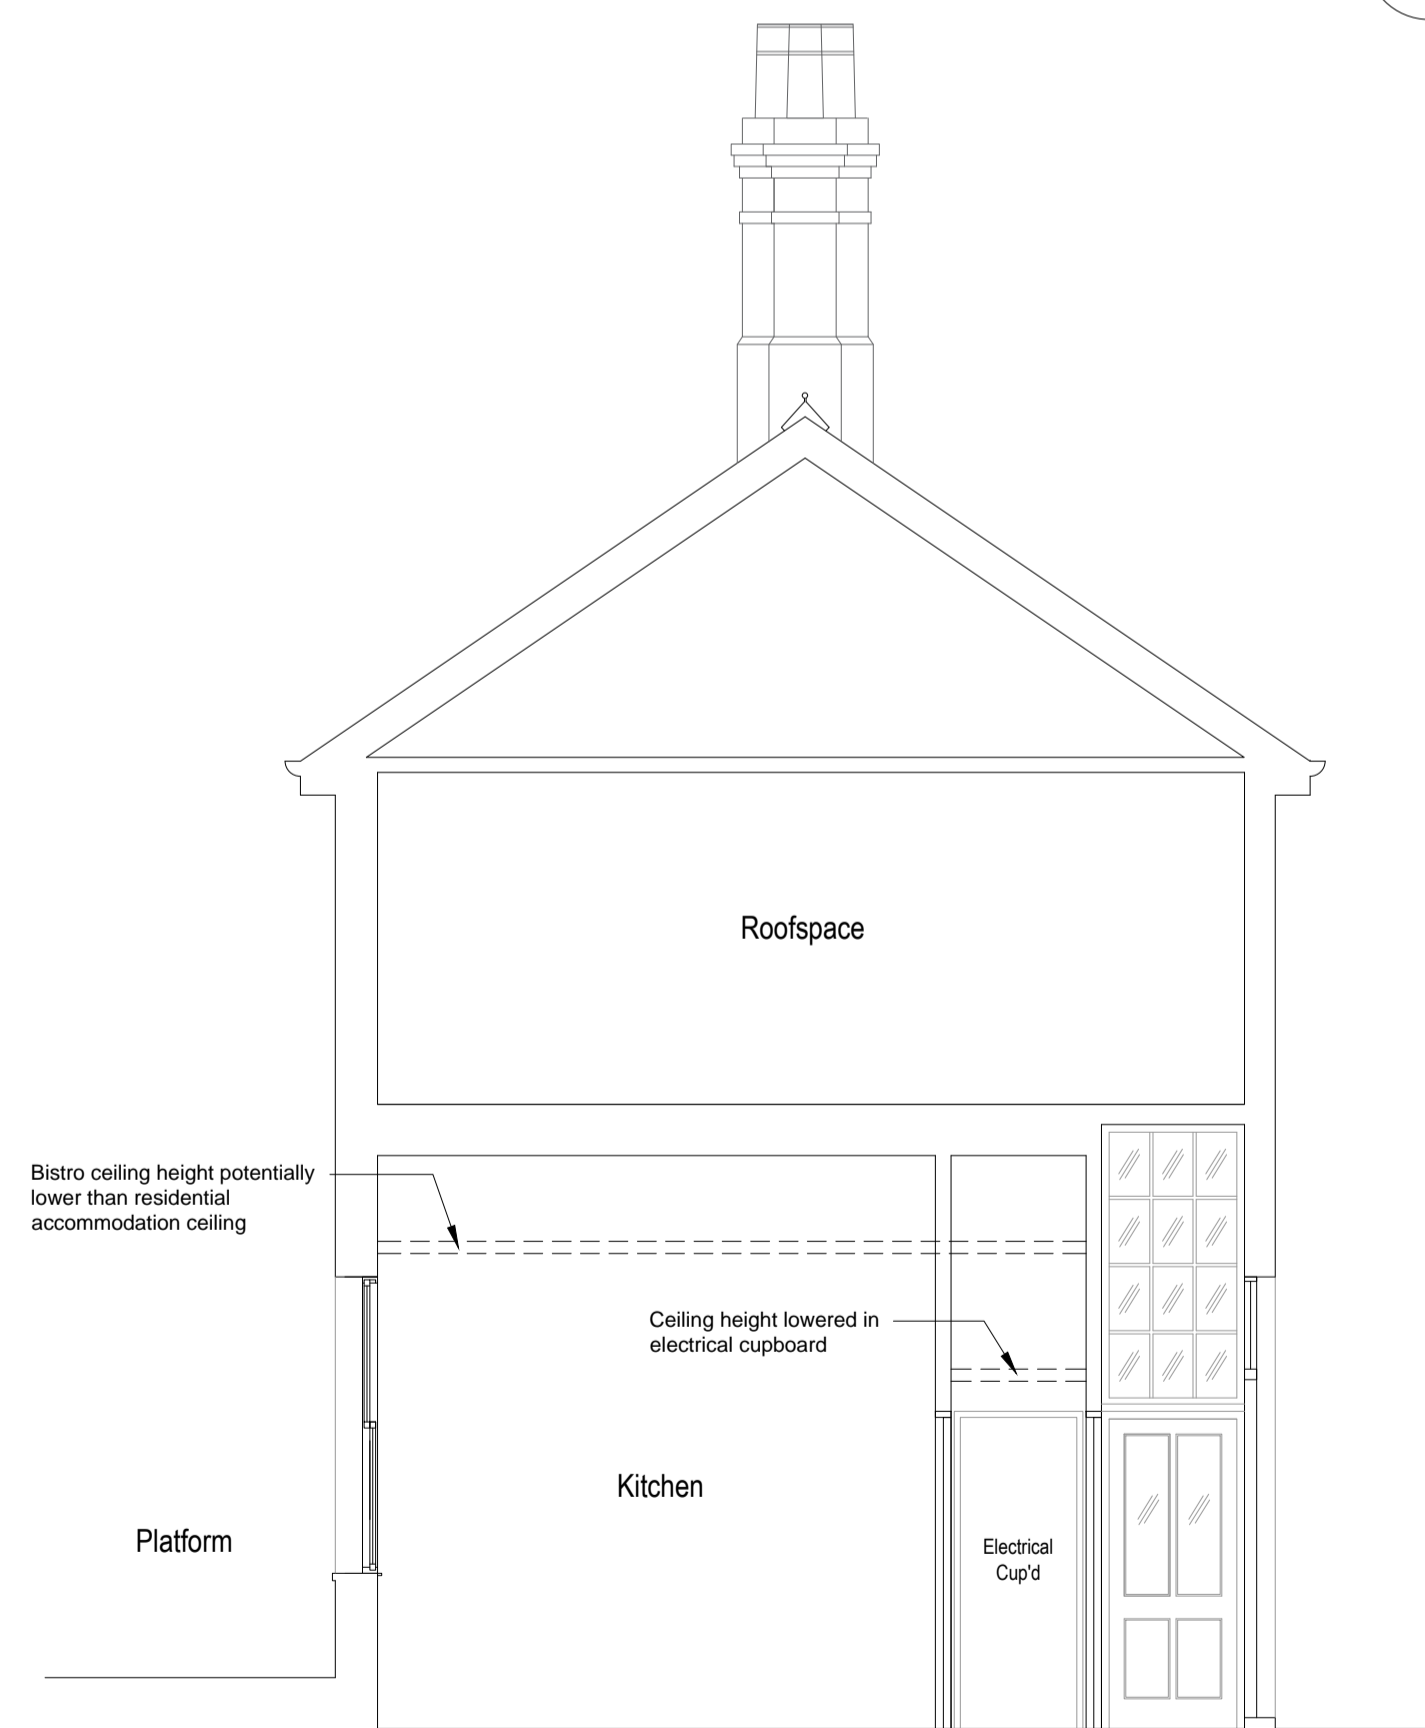 Roofspace
Bistro ceiling height potentially
lower than residential
accommodation ceiling
Ceiling height lowered in
electrical cupboard
Kitchen
Platform
Electrical
Cup'd